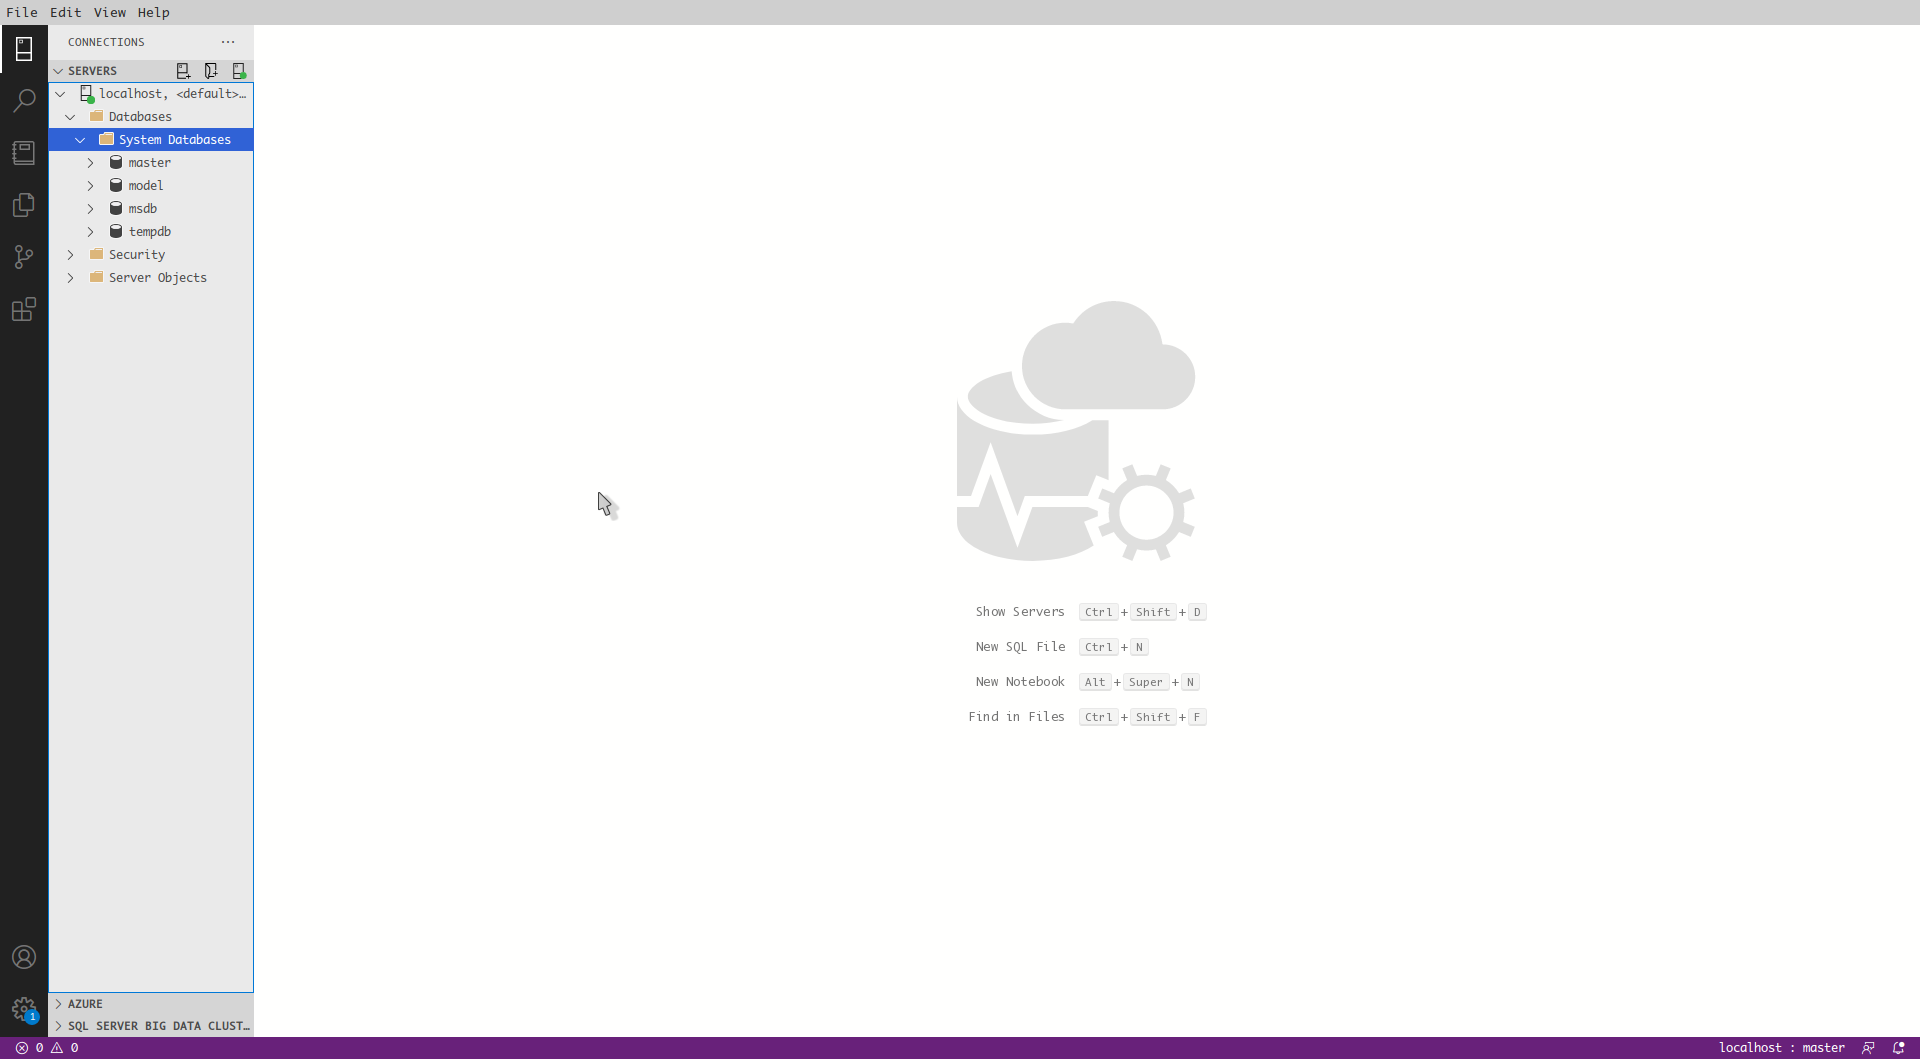 File Edit View Help
CONNECTIONS
SERVERS
localhost, <default>…
Databases
System Databases
master
model
msdb
tempdb
Security
Server Objects
Show Servers Ctrl + Shift + D
New SQL File Ctrl + N
New Notebook Alt + Super + N
Find in Files Ctrl + Shift + F
AZURE
1
SQL SERVER BIG DATA CLUST…
0 0 localhost : master